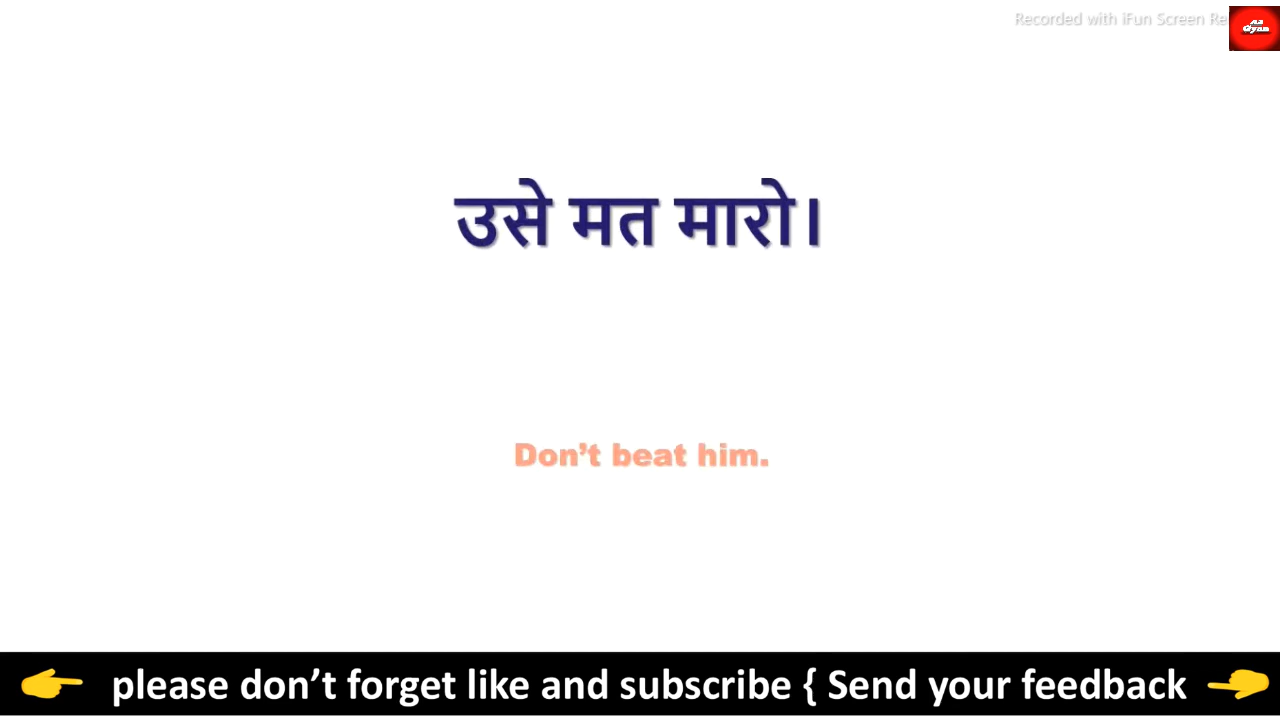 Recorded with iFun Screen Re
Gyan
उसे मत मारो।
Don’t beat him.
please don’t forget like and subscribe { Send your feedback